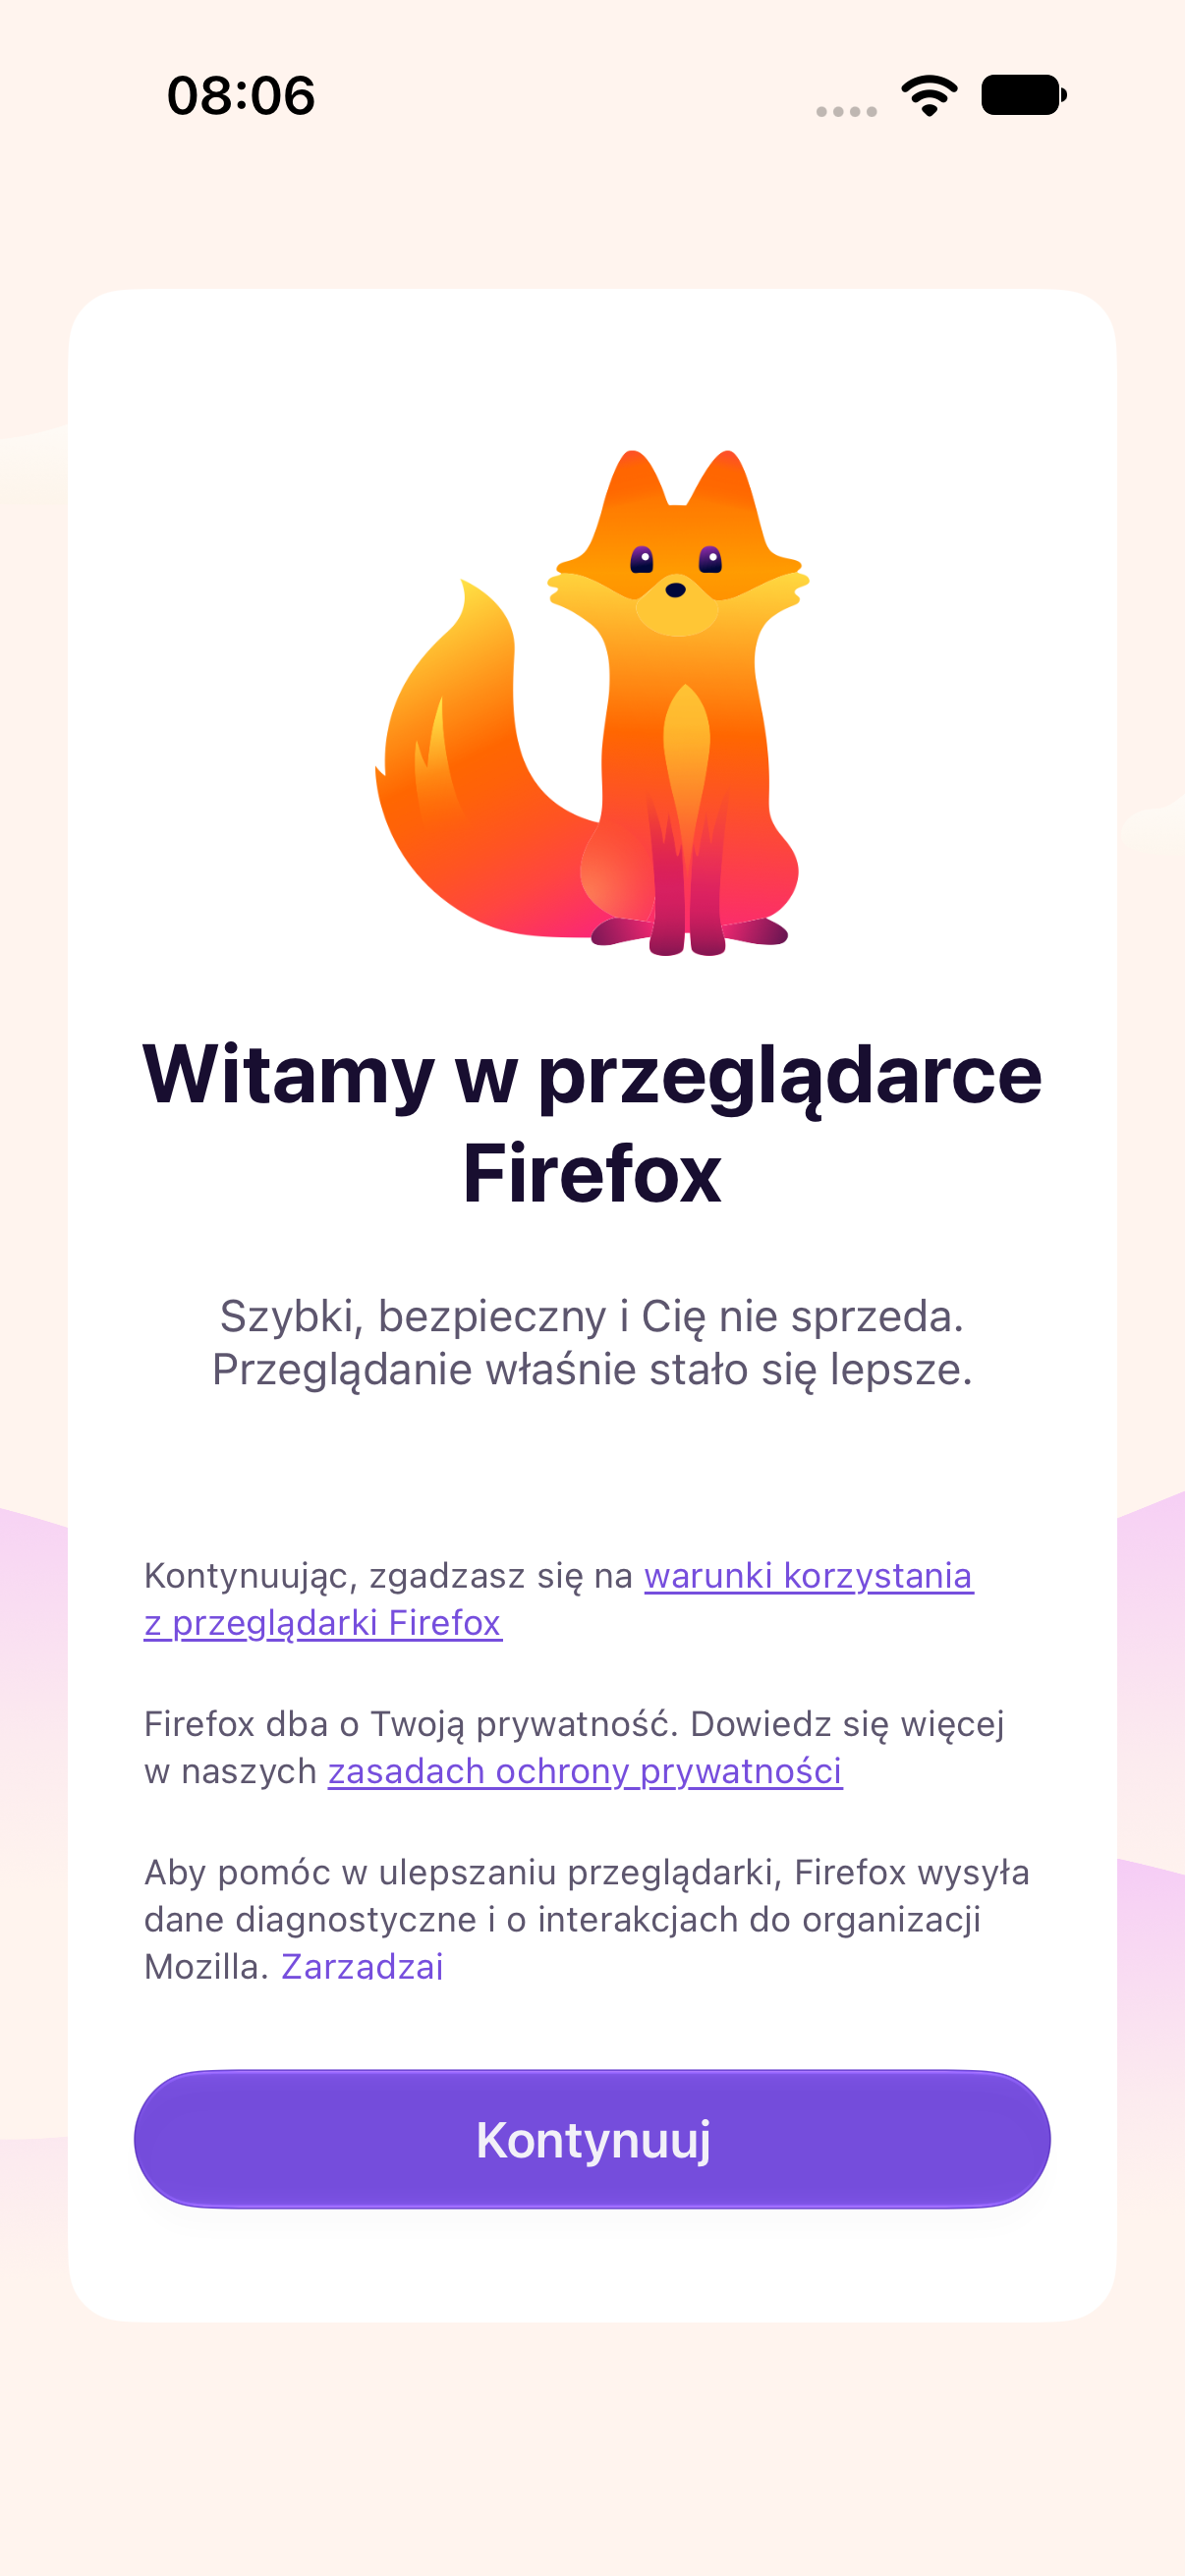 08:06
Witamy w przeglądarce
Firefox
Szybki, bezpieczny i Cię nie sprzeda.
Przeglądanie właśnie stało się lepsze.
Kontynuując, zgadzasz się na warunki korzystania
z przeglądarki Firefox
Firefox dba o Twoją prywatność. Dowiedz się więcej
w naszych zasadach ochrony prywatności
Aby pomóc w ulepszaniu przeglądarki, Firefox wysyła
dane diagnostyczne i o interakcjach do organizacji
Mozilla. Zarządzaj
Kontynuuj